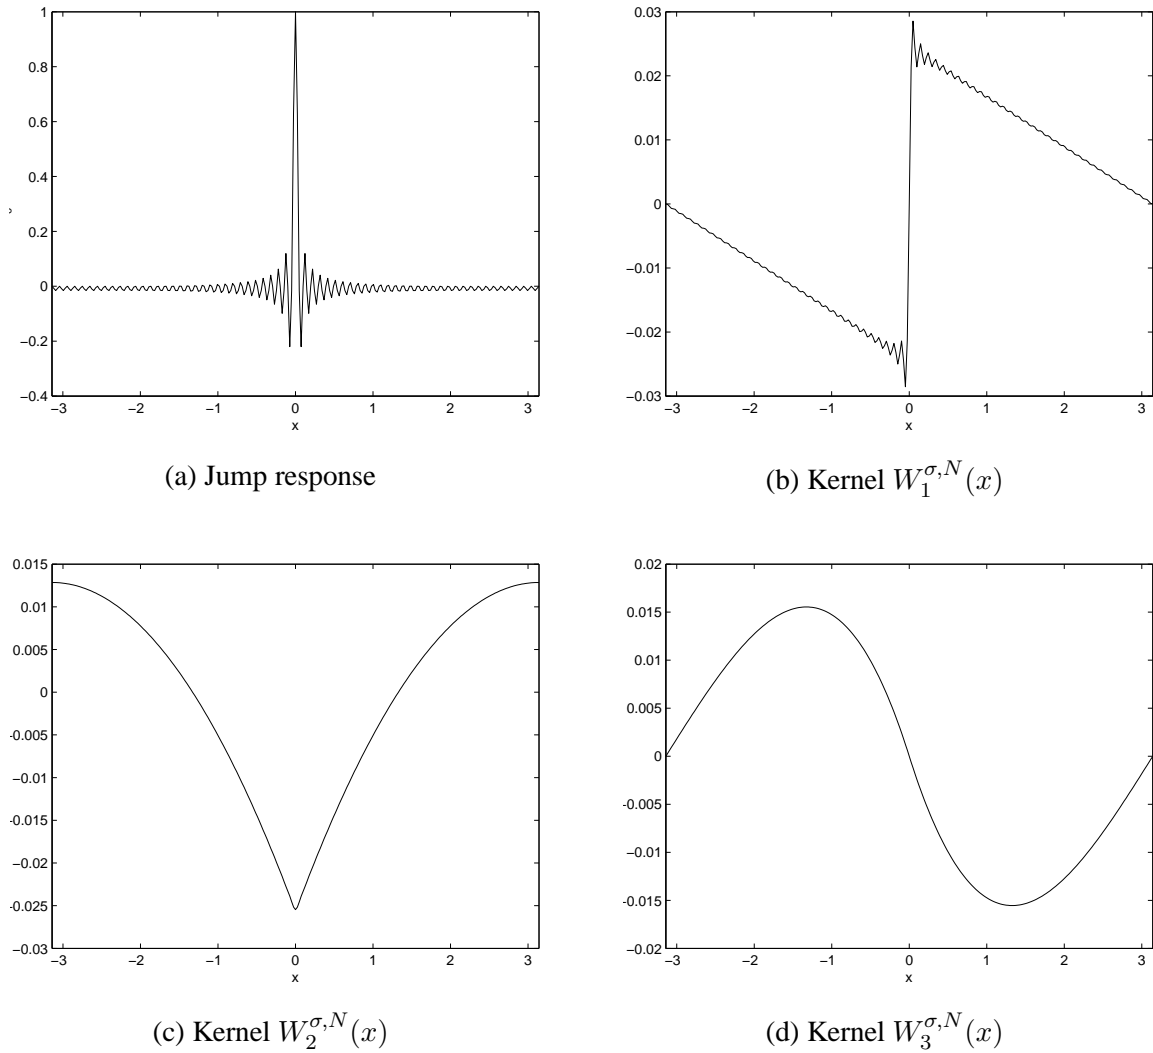 1
0.8
0.6
0.4
0.2
0
−0.2
−0.4
−3 −2 −1 0 1 2 3
x
(a) Jump response
0.03
0.02
0.01
0
−0.01
−0.02
−0.03
−3 −2 −1 0 1 2 3
x
(b) Kernel $W_1^{\sigma,N}(x)$
0.015
0.01
0.005
0
-0.005
−0.01
-0.015
−0.02
-0.025
−0.03
−3 −2 −1 0 1 2 3
x
(c) Kernel $W_2^{\sigma,N}(x)$
0.02
0.015
0.01
0.005
0
-0.005
−0.01
-0.015
−0.02
−3 −2 −1 0 1 2 3
x
(d) Kernel $W_3^{\sigma,N}(x)$